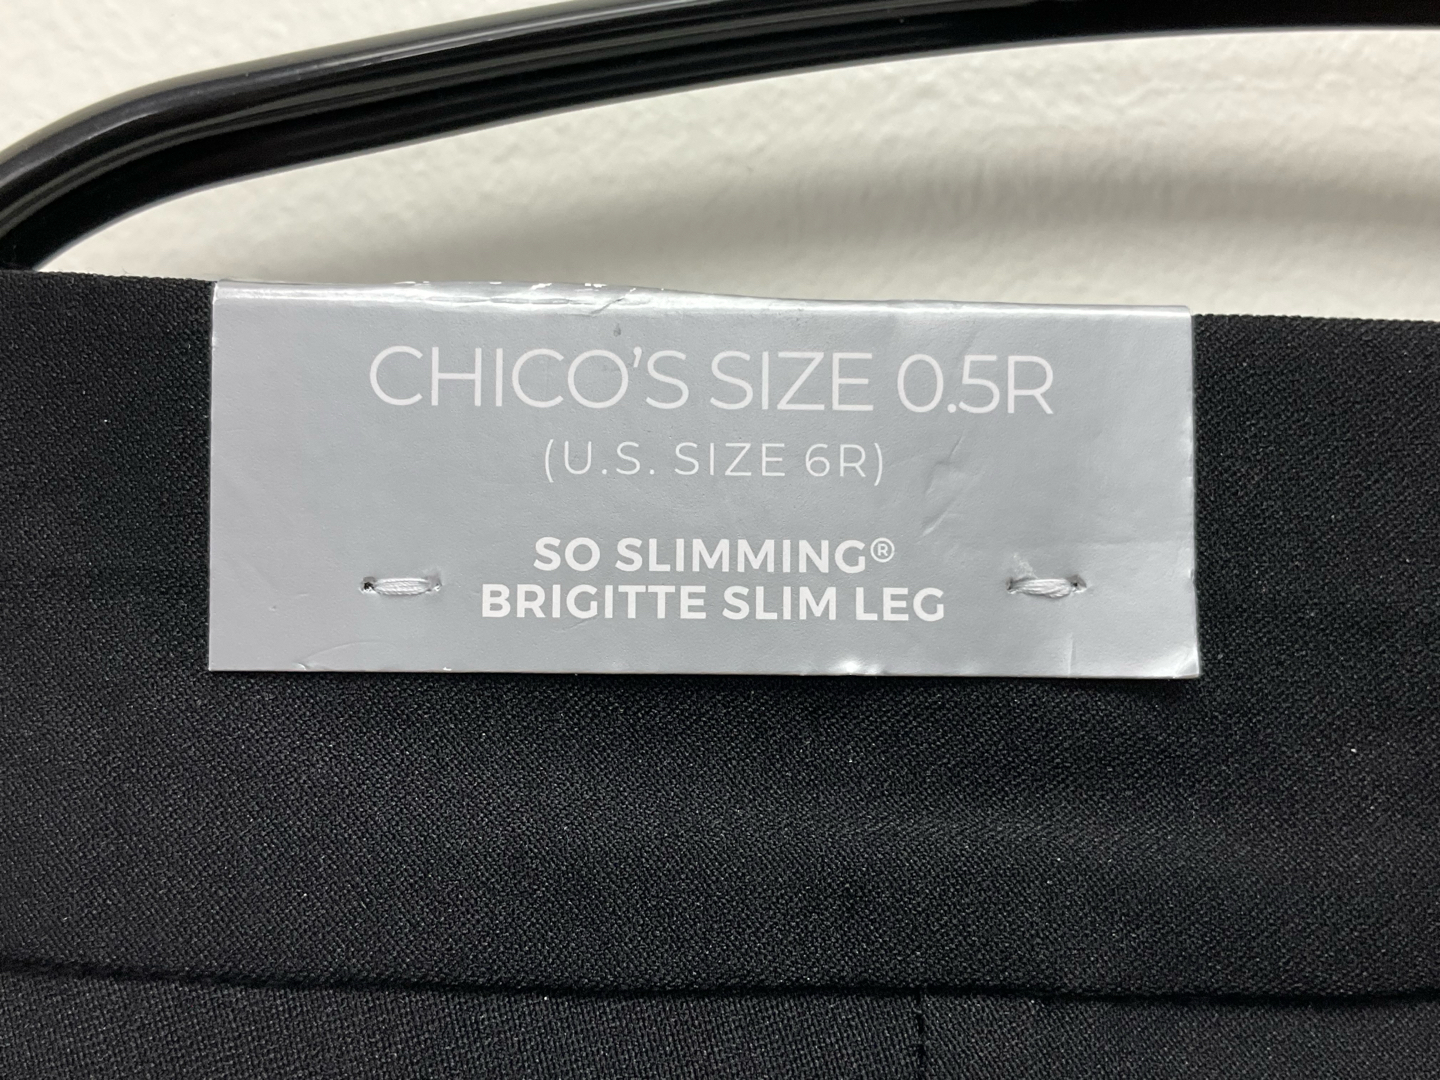 CHICO'S SIZE 0.5R
(U.S. SIZE 6R)
SO SLIMMING®
BRIGITTE SLIM LEG